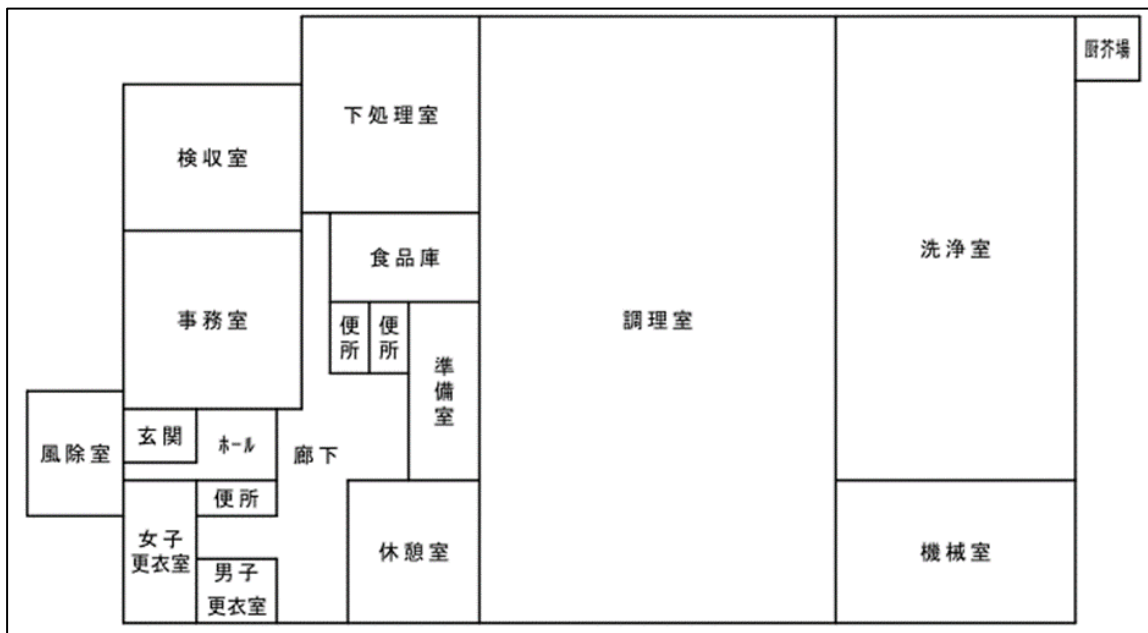 厨芥場
下処理室
検収室
食品庫
洗浄室
事務室
便所
便所
調理室
準備室
玄関
ホール
風除室
廊下
便所
女子
更衣室
休憩室
機械室
男子
更衣室